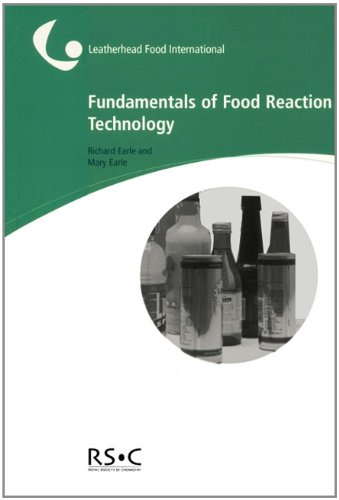 Leatherhead Food International
Fundamentals of Food Reaction
Technology
Richard Earle and
Mary Earle
RS•C
ROYAL SOCIETY OF CHEMISTRY